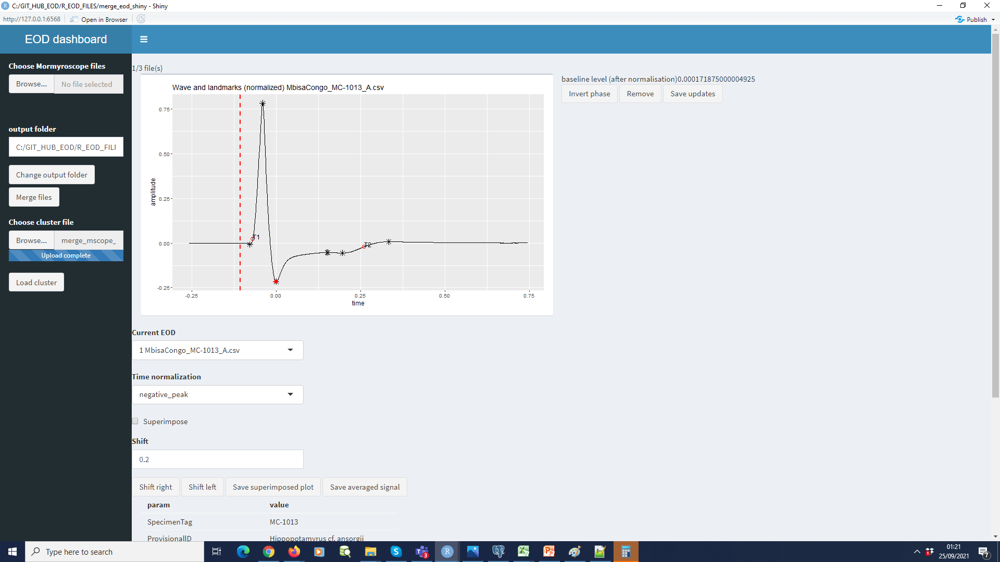 C:/GIT_HUB_EOD/R_EOD_FILES/merge_eod_shiny - Shiny
http://127.0.0.1:6568 Open in Browser Publish
EOD dashboard
Choose Mormyroscope files
Browse... No file selected
output folder
C:/GIT_HUB_EOD/R_EOD_FILI
Change output folder
Merge files
Choose cluster file
Browse... merge_mscope_
Upload complete
Load cluster
1/3 file(s)
Wave and landmarks (normalized) MbisaCongo_MC-1013_A.csv
0.75
0.50
0.25
0.00
-0.25
amplitude
T1
T2
-0.25 0.00 0.25 0.50 0.75
time
baseline level (after normalisation)0.000171875000004925
Invert phase Remove Save updates
Current EOD
1 MbisaCongo_MC-1013_A.csv
Time normalization
negative_peak
Superimpose
Shift
0.2
Shift right Shift left Save superimposed plot Save averaged signal
param value
SpecimenTag MC-1013
ProvisionalID Hippopotamyrus cf. ansorgii
Type here to search
01:21
25/09/2021